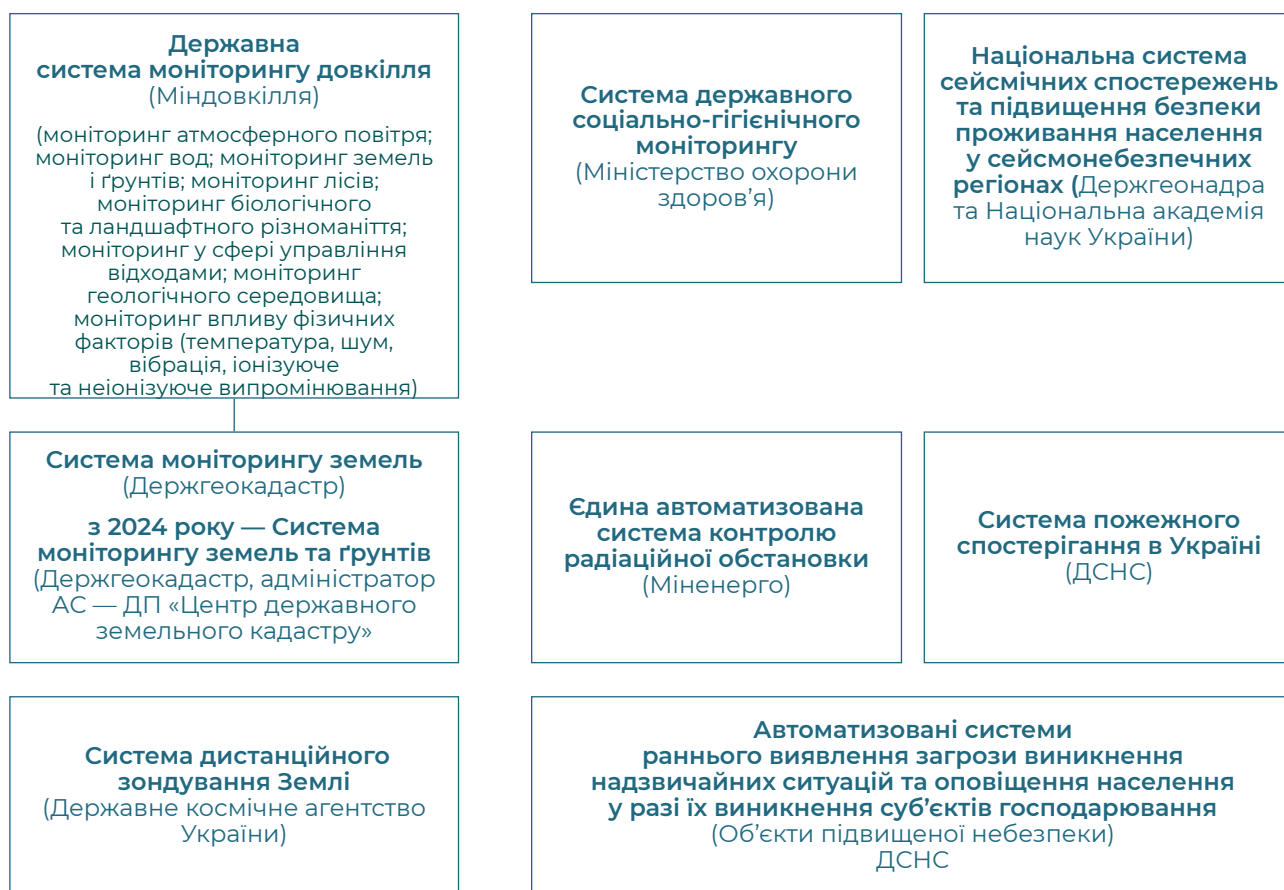 Державна
система моніторингу довкілля
(Міндовкілля)
(моніторинг атмосферного повітря;
моніторинг вод; моніторинг земель
і ґрунтів; моніторинг лісів;
моніторинг біологічного
та ландшафтного різноманіття;
моніторинг у сфері управління
відходами; моніторинг
геологічного середовища;
моніторинг впливу фізичних
факторів (температура, шум,
вібрація, іонізуюче
та неіонізуюче випромінювання)
Система державного
соціально-гігієнічного
моніторингу
(Міністерство охорони
здоров’я)
Національна система
сейсмічних спостережень
та підвищення безпеки
проживання населення
у сейсмонебезпечних
регіонах (Держгеонадра
та Національна академія
наук України)
Система моніторингу земель
(Держгеокадастр)
з 2024 року — Система
моніторингу земель та ґрунтів
(Держгеокадастр, адміністратор
АС — ДП «Центр державного
земельного кадастру»
Єдина автоматизована
система контролю
радіаційної обстановки
(Міненерго)
Система пожежного
спостерігання в Україні
(ДСНС)
Система дистанційного
зондування Землі
(Державне космічне агентство
України)
Автоматизовані системи
раннього виявлення загрози виникнення
надзвичайних ситуацій та оповіщення населення
у разі їх виникнення суб’єктів господарювання
(Об’єкти підвищеної небезпеки)
ДСНС